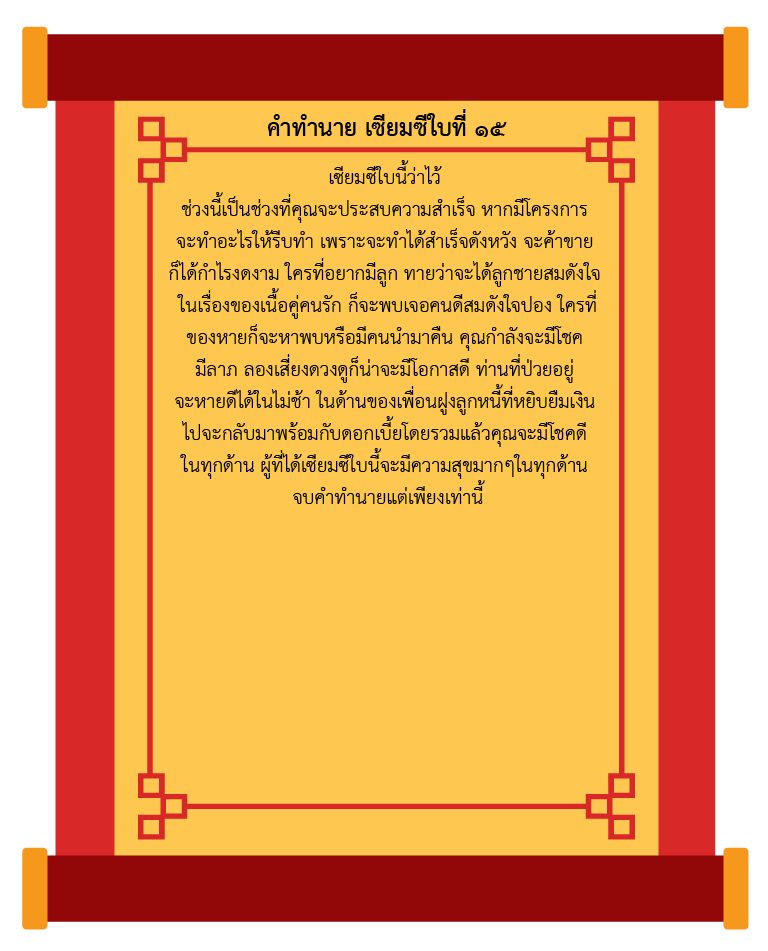 คำทำนาย เซียมซีใบที่ ๑๕
เซียมซีใบนี้ว่าไว้
ช่วงนี้เป็นช่วงที่คุณจะประสบความสำเร็จ หากมีโครงการ
จะทำอะไรให้รีบทำ เพราะจะทำได้สำเร็จดังหวัง จะค้าขาย
ก็ได้กำไรงดงาม ใครที่อยากมีลูก ทายว่าจะได้ลูกชายสมดังใจ
ในเรื่องของเนื้อคู่คนรัก ก็จะพบเจอคนดีสมดังใจปอง ใครที่
ของหายก็จะหาพบหรือมีคนนำมาคืน คุณกำลังจะมีโชค
มีลาภ ลองเสี่ยงดวงดูก็น่าจะมีโอกาสดี ท่านที่ป่วยอยู่
จะหายดีได้ในไม่ช้า ในด้านของเพื่อนฝูงลูกหนี้ที่หยิบยืมเงิน
ไปจะกลับมาพร้อมกับดอกเบี้ยโดยรวมแล้วคุณจะมีโชคดี
ในทุกด้าน ผู้ที่ได้เซียมซีใบนี้จะมีความสุขมากๆในทุกด้าน
จบคำทำนายแต่เพียงเท่านี้